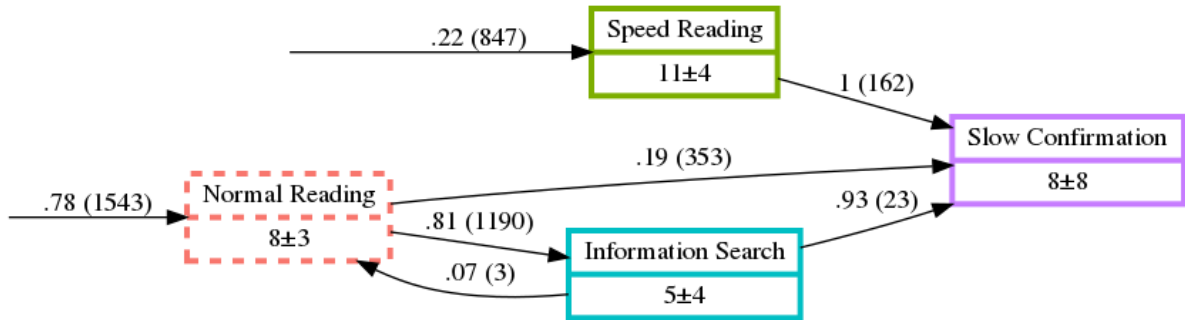 Speed Reading
.22 (847)
11±4
1 (162)
Slow Confirmation
8±8
.19 (353)
Normal Reading
.78 (1543)
8±3
.81 (1190)
.93 (23)
Information Search
.07 (3)
5±4